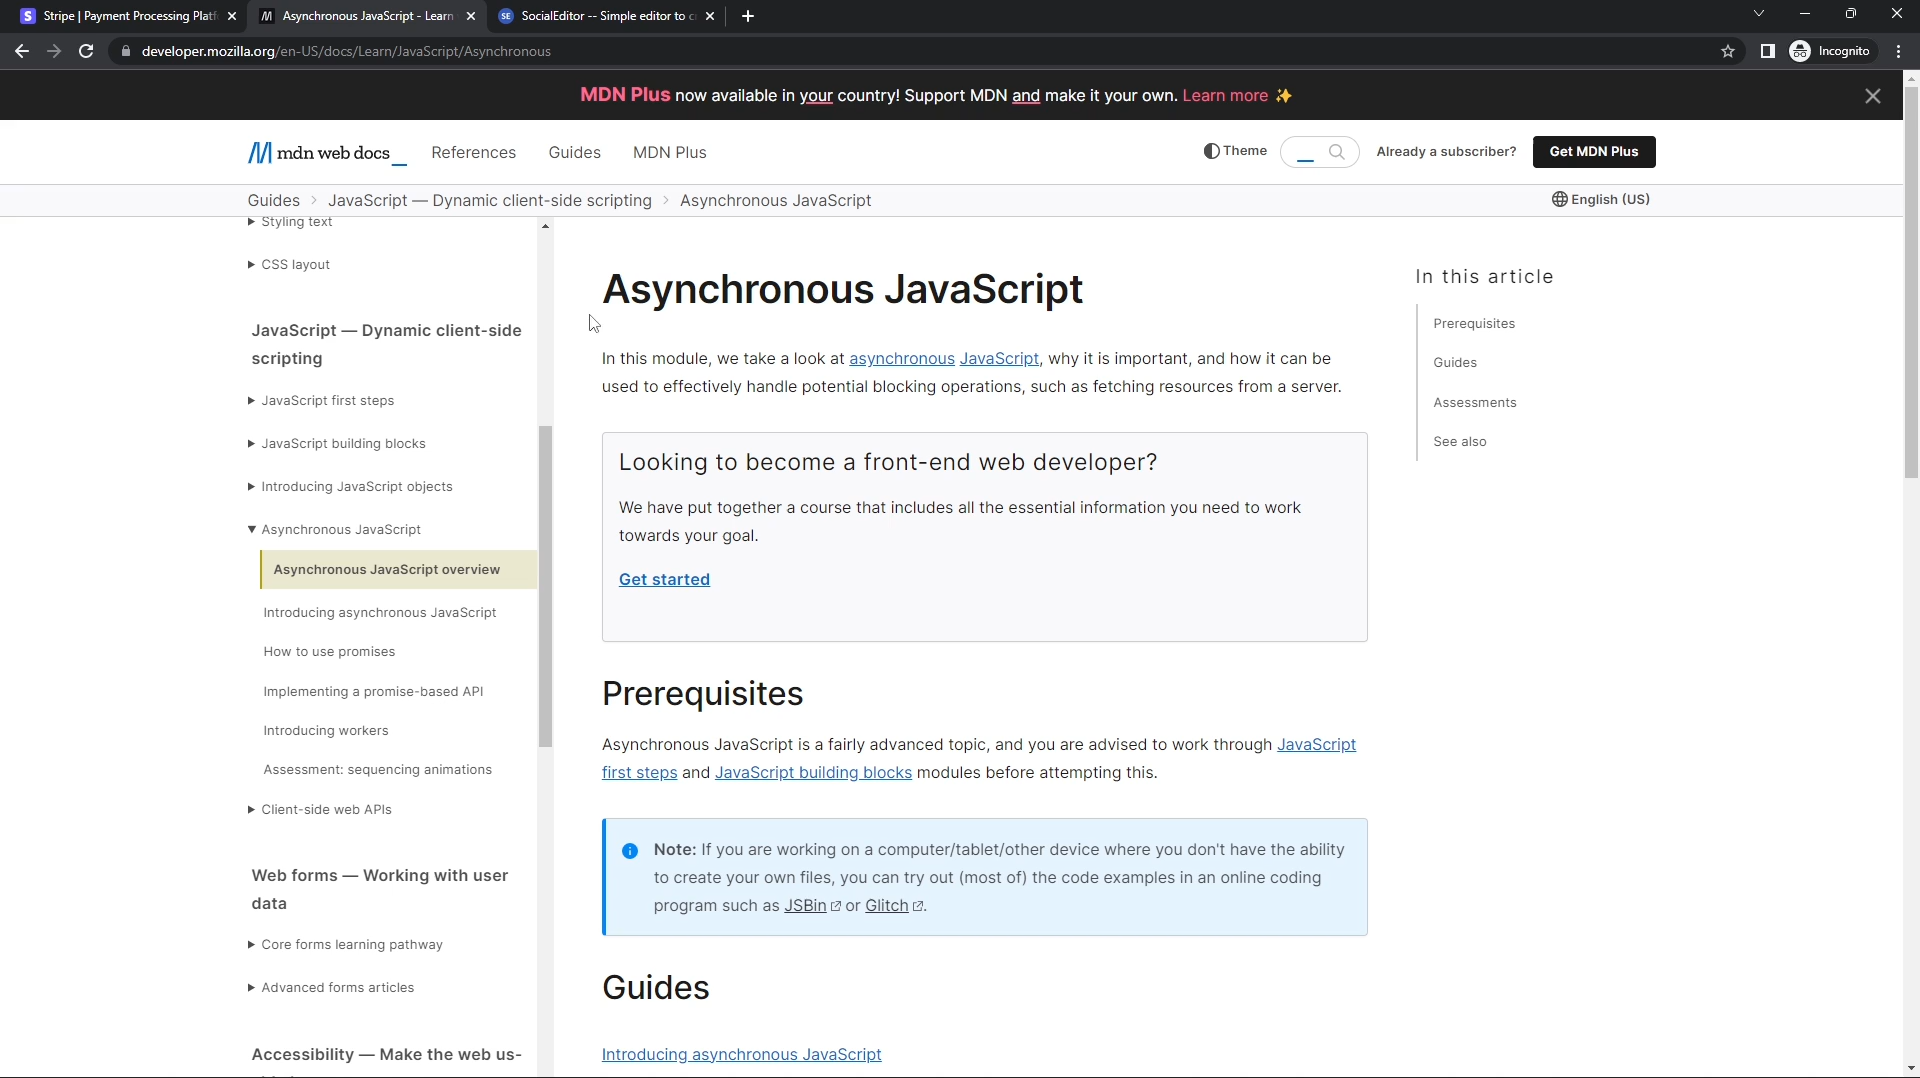 Stripe | Payment Processing Platf
Asynchronous JavaScript - Learn
SocialEditor -- Simple editor to c
developer.mozilla.org/en-US/docs/Learn/JavaScript/Asynchronous
Incognito
MDN Plus now available in your country! Support MDN and make it your own. Learn more ✨
mdn web docs_
References
Guides
MDN Plus
Theme
Already a subscriber?
Get MDN Plus
Guides > JavaScript — Dynamic client-side scripting > Asynchronous JavaScript
English (US)
Styling text
CSS layout
JavaScript — Dynamic client-side
scripting
JavaScript first steps
JavaScript building blocks
Introducing JavaScript objects
Asynchronous JavaScript
Asynchronous JavaScript overview
Introducing asynchronous JavaScript
How to use promises
Implementing a promise-based API
Introducing workers
Assessment: sequencing animations
Client-side web APIs
Web forms — Working with user
data
Core forms learning pathway
Advanced forms articles
Accessibility — Make the web us-
Asynchronous JavaScript
In this module, we take a look at asynchronous JavaScript, why it is important, and how it can be
used to effectively handle potential blocking operations, such as fetching resources from a server.
Looking to become a front-end web developer?
We have put together a course that includes all the essential information you need to work
towards your goal.
Get started
Prerequisites
Asynchronous JavaScript is a fairly advanced topic, and you are advised to work through JavaScript
first steps and JavaScript building blocks modules before attempting this.
Note: If you are working on a computer/tablet/other device where you don't have the ability
to create your own files, you can try out (most of) the code examples in an online coding
program such as JSBin or Glitch.
Guides
Introducing asynchronous JavaScript
In this article
Prerequisites
Guides
Assessments
See also